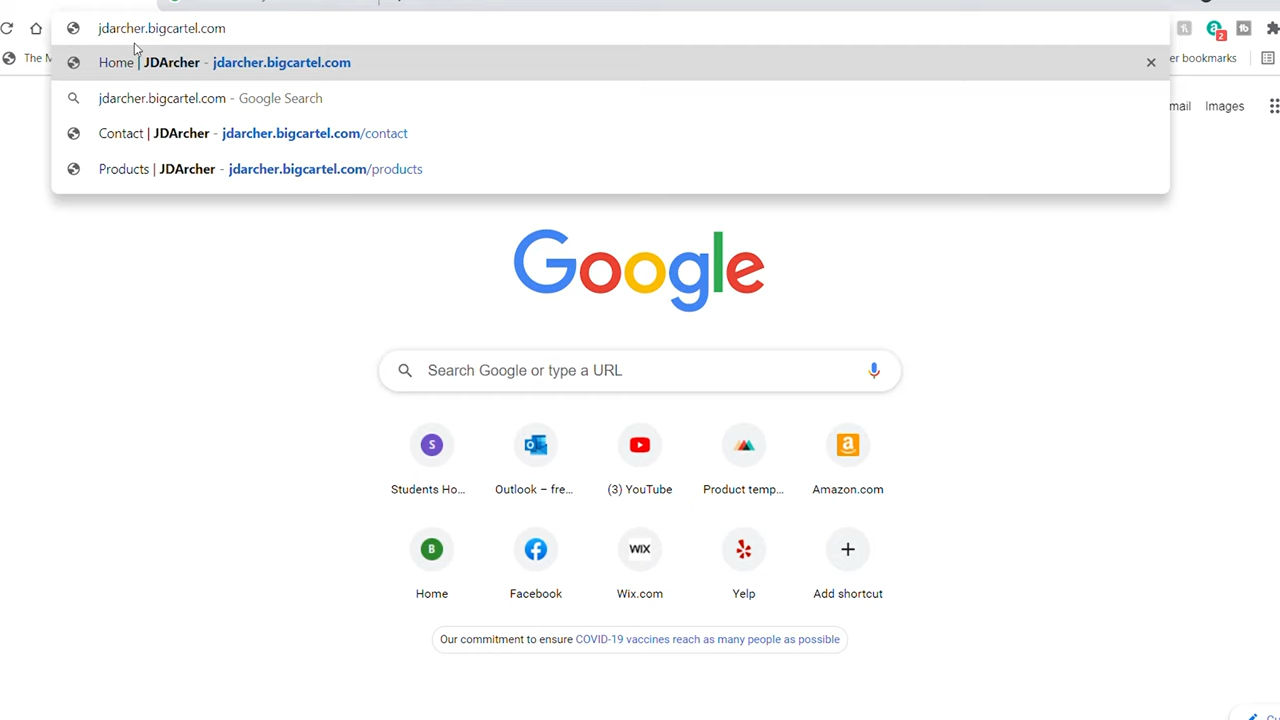 jdarcher.bigcartel.com
2
Home | JDArcher - jdarcher.bigcartel.com
The
er bookmarks
jdarcher.bigcartel.com - Google Search
mail Images
Contact | JDArcher - jdarcher.bigcartel.com/contact
Products | JDArcher - jdarcher.bigcartel.com/products
Google
Search Google or type a URL
S
Students Ho... Outlook – fre... (3) YouTube Product temp... Amazon.com
B WIX
Home Facebook Wix.com Yelp Add shortcut
Our commitment to ensure COVID-19 vaccines reach as many people as possible